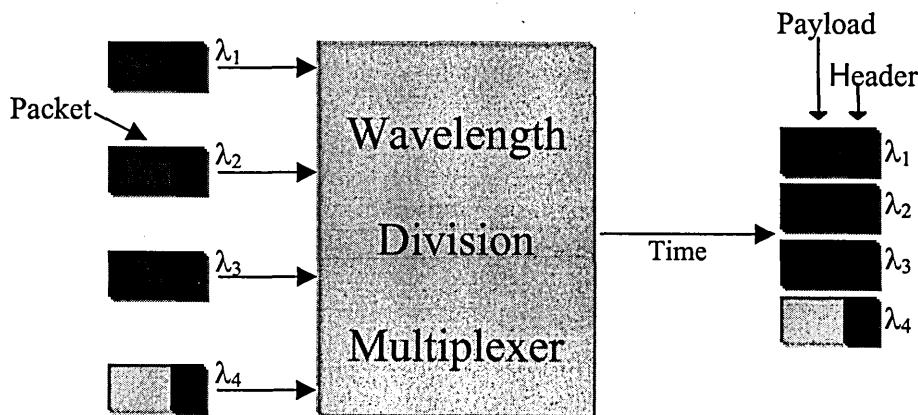 Payload
Header
Packet
λ1
λ2
λ3
λ4
Wavelength
Division
Multiplexer
Time
λ1
λ2
λ3
λ4